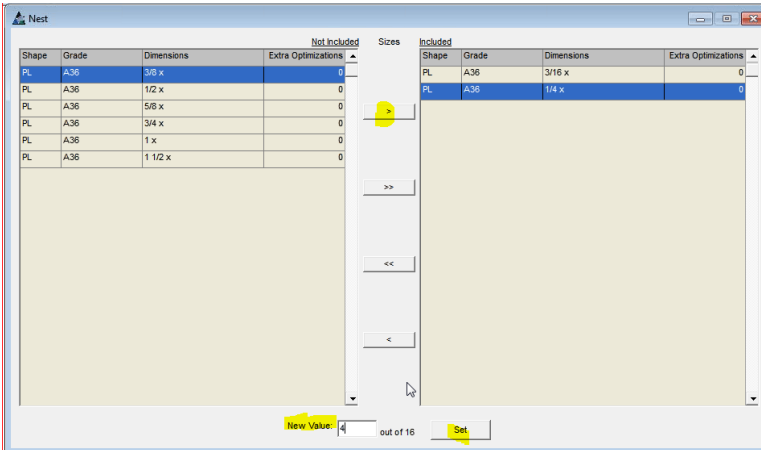 Nest
Not Included Sizes Included
Shape Grade Dimensions Extra Optimizations
PL A36 3/8 x 0
PL A36 1/2 x 0
PL A36 5/8 x 0
PL A36 3/4 x 0
PL A36 1 x 0
PL A36 1 1/2 x 0
>
>>
<<
<
Shape Grade Dimensions Extra Optimizations
PL A36 3/16 x 0
PL A36 1/4 x 0
New Value: 4 out of 16 Set